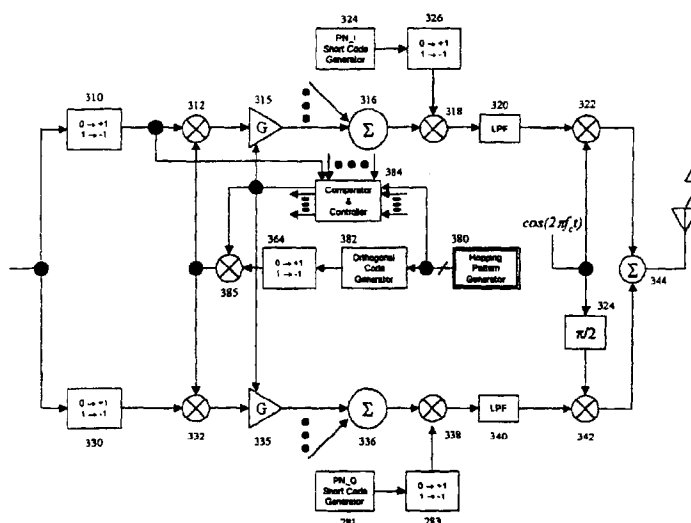 324
326
PN_I
Short Code
Generator
0 → +1
1 → -1
310
312
315
316
318
320
322
0 → +1
1 → -1
G
Σ
LPF
384
Comparator
&
Controller
cos(2πf_c t)
364
382
380
385
0 → +1
1 → -1
Orthogonal
Code
Generator
Hopping
Pattern
Generator
Σ
344
324
π/2
0 → +1
1 → -1
G
Σ
LPF
330
332
335
336
338
340
342
PN_Q
Short Code
Generator
0 → +1
1 → -1
281
283